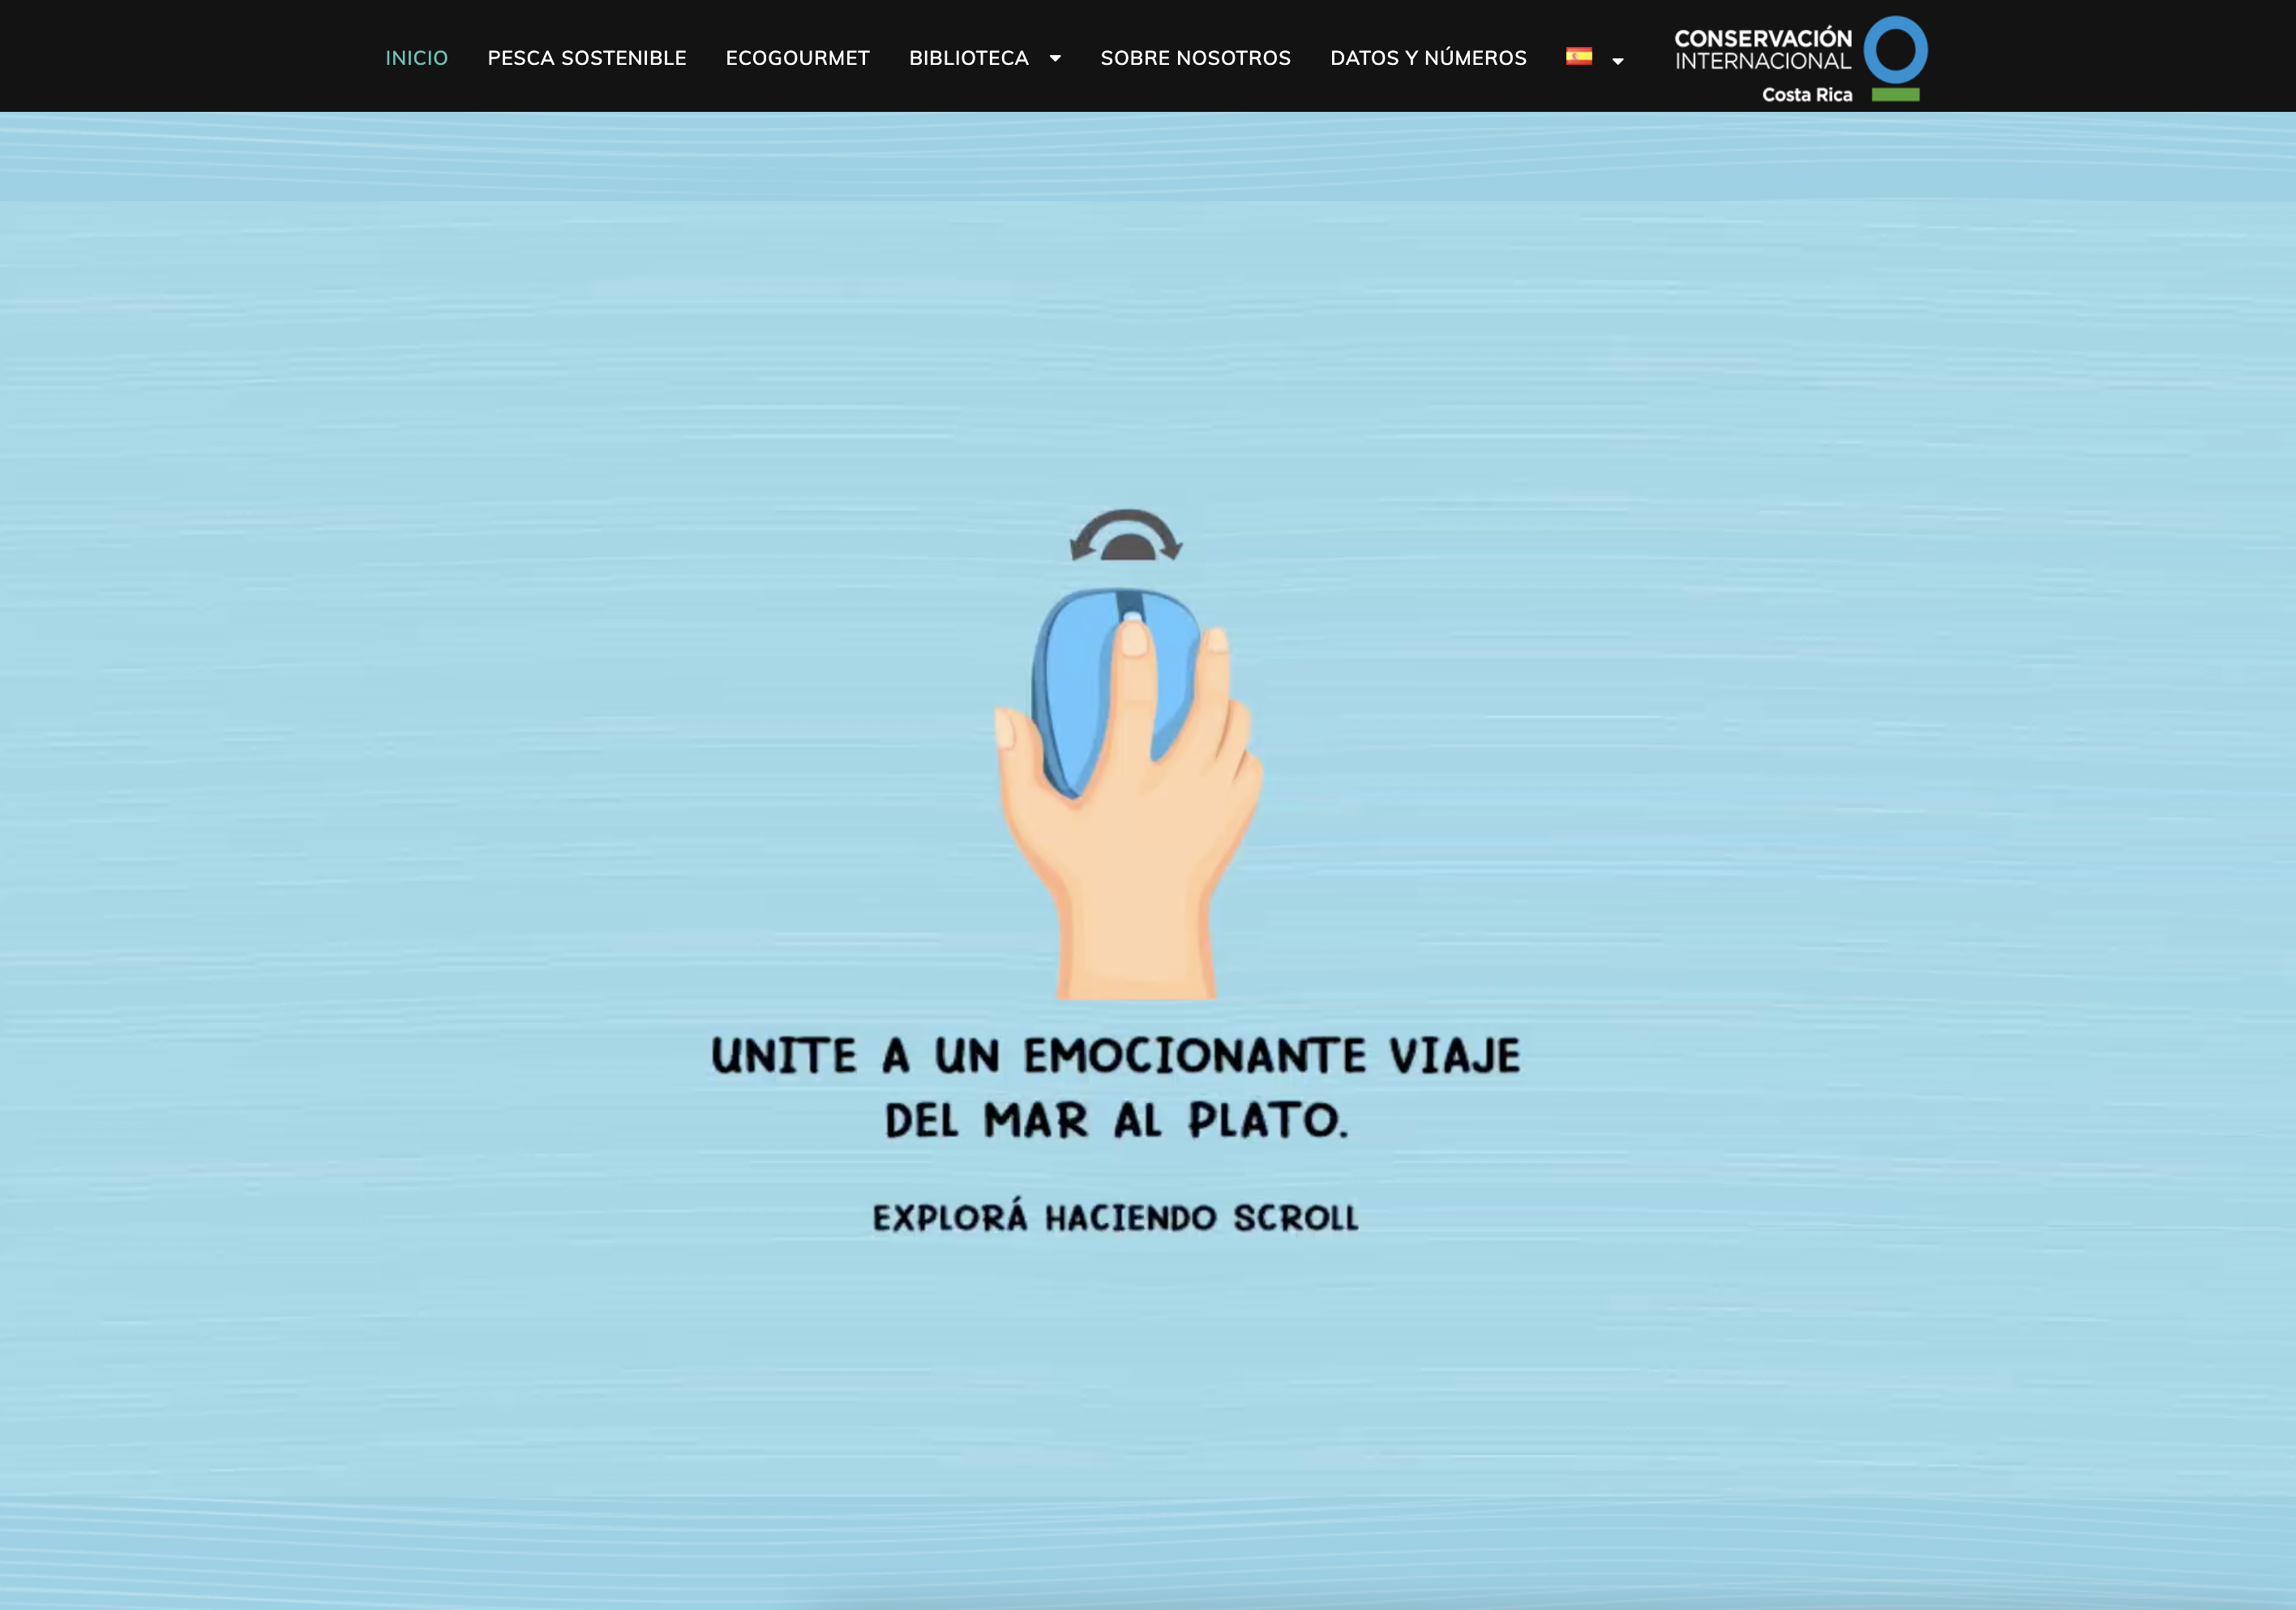 INICIO PESCA SOSTENIBLE ECOGOURMET BIBLIOTECA SOBRE NOSOTROS DATOS Y NÚMEROS
CONSERVACIÓN
INTERNACIONAL
Costa Rica
UNITE A UN EMOCIONANTE VIAJE
DEL MAR AL PLATO.
EXPLORÁ HACIENDO SCROLL